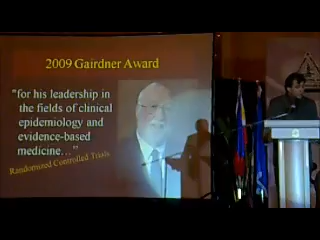 2009 Gairdner Award
"for his leadership in
the fields of clinical
epidemiology and
evidence-based
medicine..."
Randomized Controlled Trials